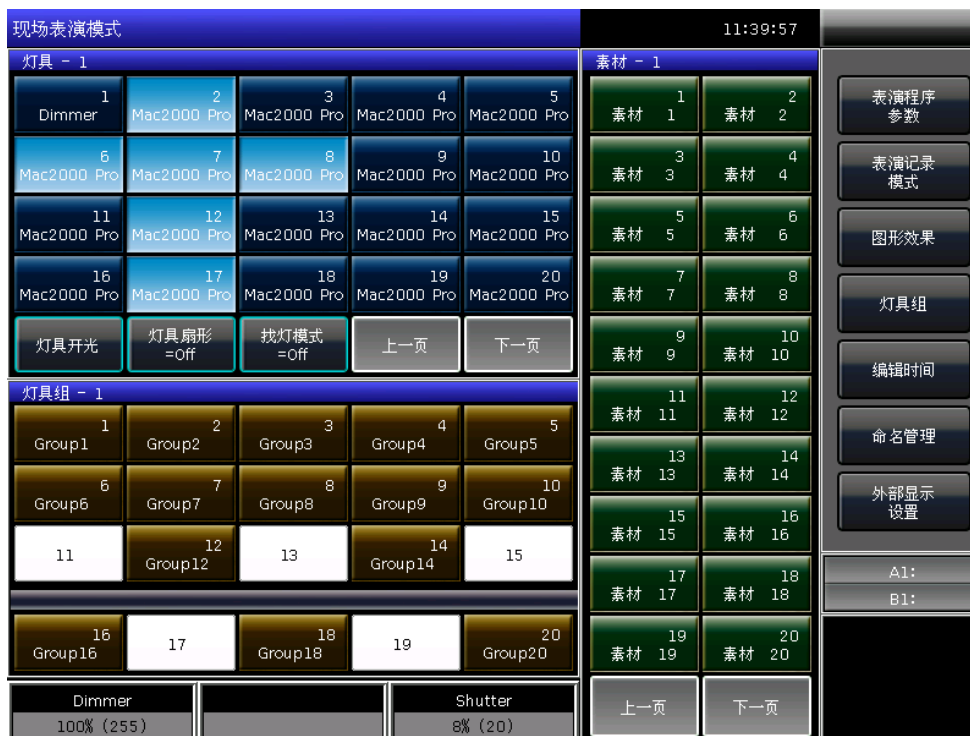 现场表演模式
11:39:57
灯具 - 1
1
Dimmer
2
Mac2000 Pro
3
Mac2000 Pro
4
Mac2000 Pro
5
Mac2000 Pro
6
Mac2000 Pro
7
Mac2000 Pro
8
Mac2000 Pro
9
Mac2000 Pro
10
Mac2000 Pro
11
Mac2000 Pro
12
Mac2000 Pro
13
Mac2000 Pro
14
Mac2000 Pro
15
Mac2000 Pro
16
Mac2000 Pro
17
Mac2000 Pro
18
Mac2000 Pro
19
Mac2000 Pro
20
Mac2000 Pro
灯具开光
灯具扇形
=Off
找灯模式
=Off
上一页
下一页
灯具组 - 1
1
Group1
2
Group2
3
Group3
4
Group4
5
Group5
6
Group6
7
Group7
8
Group8
9
Group9
10
Group10
11
12
Group12
13
14
Group14
15
16
Group16
17
18
Group18
19
20
Group20
Dimmer
100% (255)
Shutter
8% (20)
素材 - 1
1
素材 1
2
素材 2
3
素材 3
4
素材 4
5
素材 5
6
素材 6
7
素材 7
8
素材 8
9
素材 9
10
素材 10
11
素材 11
12
素材 12
13
素材 13
14
素材 14
15
素材 15
16
素材 16
17
素材 17
18
素材 18
19
素材 19
20
素材 20
上一页
下一页
表演程序
参数
表演记录
模式
图形效果
灯具组
编辑时间
命名管理
外部显示
设置
A1:
B1: